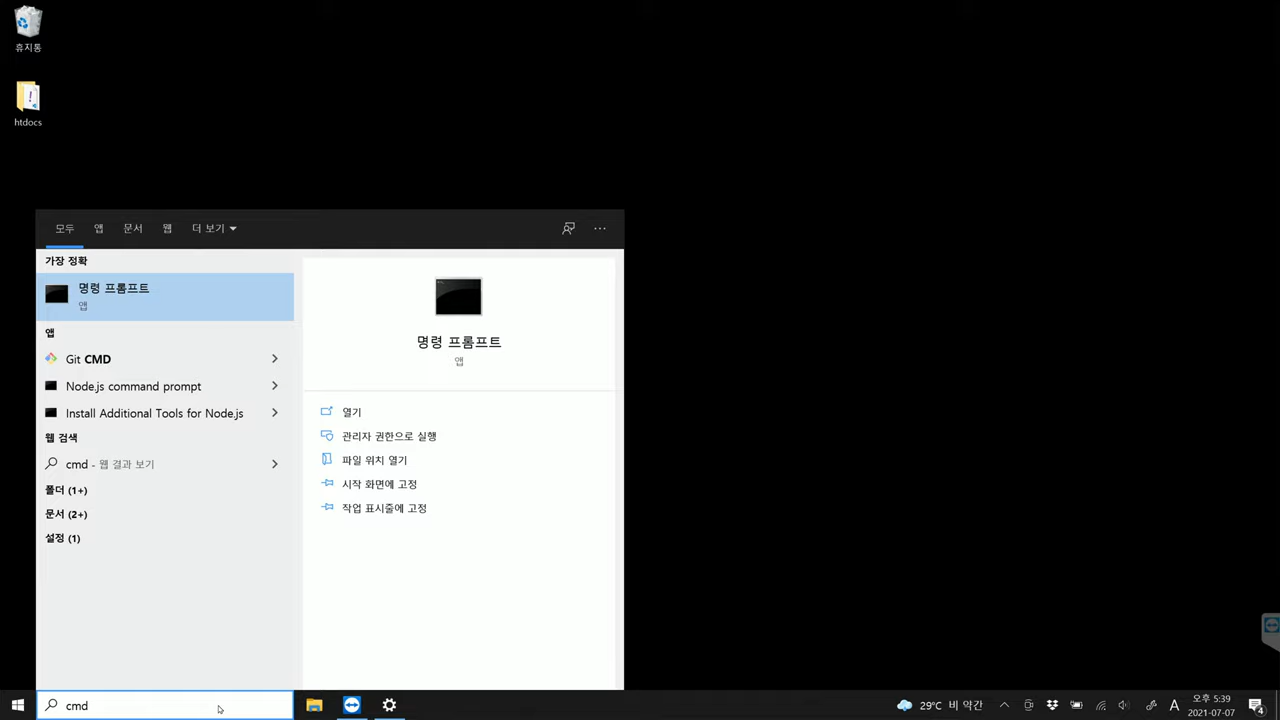 휴지통
htdocs
모두 앱 문서 웹 더 보기
가장 정확
명령 프롬프트
앱
앱
Git CMD
Node.js command prompt
Install Additional Tools for Node.js
웹 검색
cmd - 웹 결과 보기
폴더 (1+)
문서 (2+)
설정 (1)
명령 프롬프트
앱
열기
관리자 권한으로 실행
파일 위치 열기
시작 화면에 고정
작업 표시줄에 고정
cmd
29°C 비 약간
A
오후 5:39
2021-07-07
4